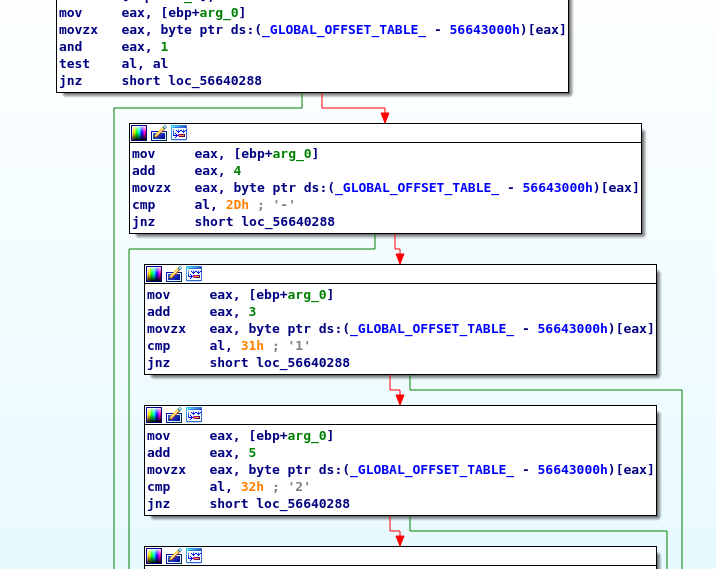 mov eax, [ebp+arg_0]
movzx eax, byte ptr ds:(_GLOBAL_OFFSET_TABLE_ - 56643000h)[eax]
and eax, 1
test al, al
jnz short loc_56640288
mov eax, [ebp+arg_0]
add eax, 4
movzx eax, byte ptr ds:(_GLOBAL_OFFSET_TABLE_ - 56643000h)[eax]
cmp al, 2Dh ; '-'
jnz short loc_56640288
mov eax, [ebp+arg_0]
add eax, 3
movzx eax, byte ptr ds:(_GLOBAL_OFFSET_TABLE_ - 56643000h)[eax]
cmp al, 31h ; '1'
jnz short loc_56640288
mov eax, [ebp+arg_0]
add eax, 5
movzx eax, byte ptr ds:(_GLOBAL_OFFSET_TABLE_ - 56643000h)[eax]
cmp al, 32h ; '2'
jnz short loc_56640288